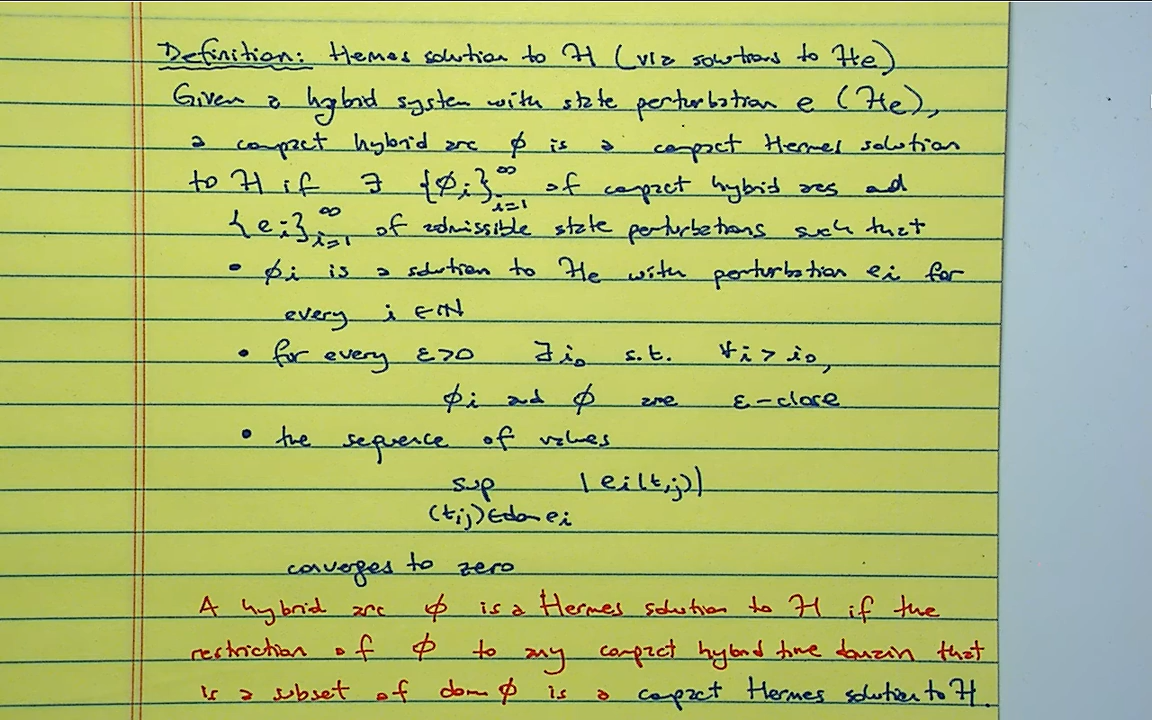 Definition: Hermes solution to H (via solutions to He)
Given a hybrid system with state perturbation e (He),
a compact hybrid arc φ is a compact Hermes solution
to H if ∃ {φi}_{i=1}^∞ of compact hybrid arcs and
{ei}_{i=1}^∞ of admissible state perturbations such that
• φi is a solution to He with perturbation ei for
every i ∈ ℕ
• for every ε>0 ∃ i0 s.t. ∀i > i0,
φi and φ are ε-close
• the sequence of values
sup |ei(t,j)|
(t,j)∈dom ei
converges to zero
A hybrid arc φ is a Hermes solution to H if the
restriction of φ to any compact hybrid time domain that
is a subset of dom φ is a compact Hermes solution to H.